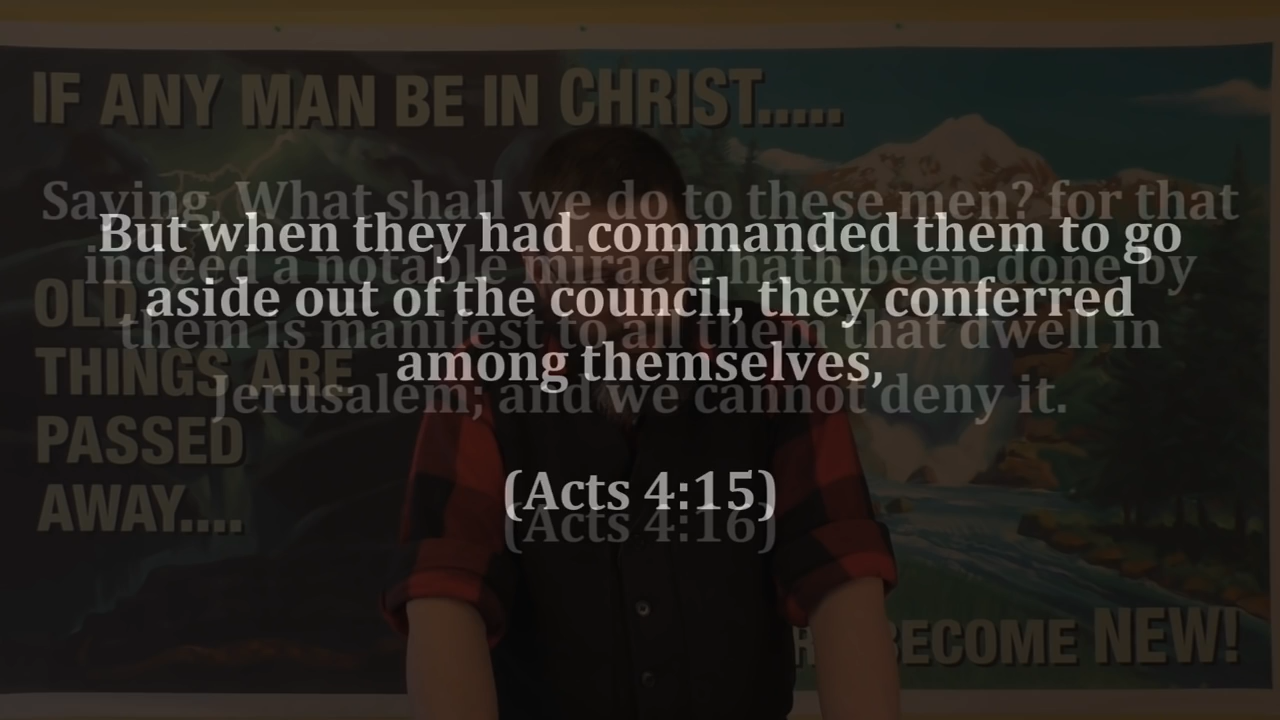 IF ANY MAN BE IN CHRIST.....
Saying, What shall we do to these men? for that
indeed a notable miracle hath been done by
them is manifest to all them that dwell in
Jerusalem; and we cannot deny it.
(Acts 4:16)
But when they had commanded them to go
aside out of the council, they conferred
among themselves,
(Acts 4:15)
OLD
THINGS ARE
PASSED
AWAY....
BECOME NEW!